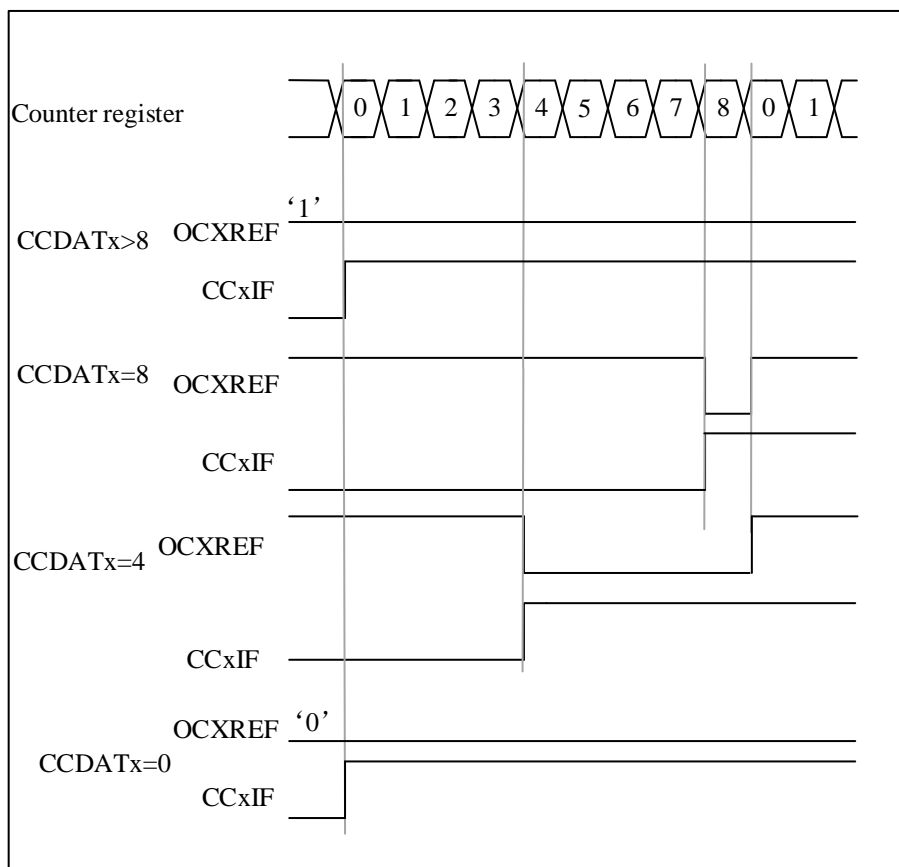 Counter register 0 1 2 3 4 5 6 7 8 0 1
‘1’
CCDATx>8 OCXREF
CCxIF
CCDATx=8 OCXREF
CCxIF
CCDATx=4 OCXREF
CCxIF
OCXREF ‘0’
CCDATx=0
CCxIF